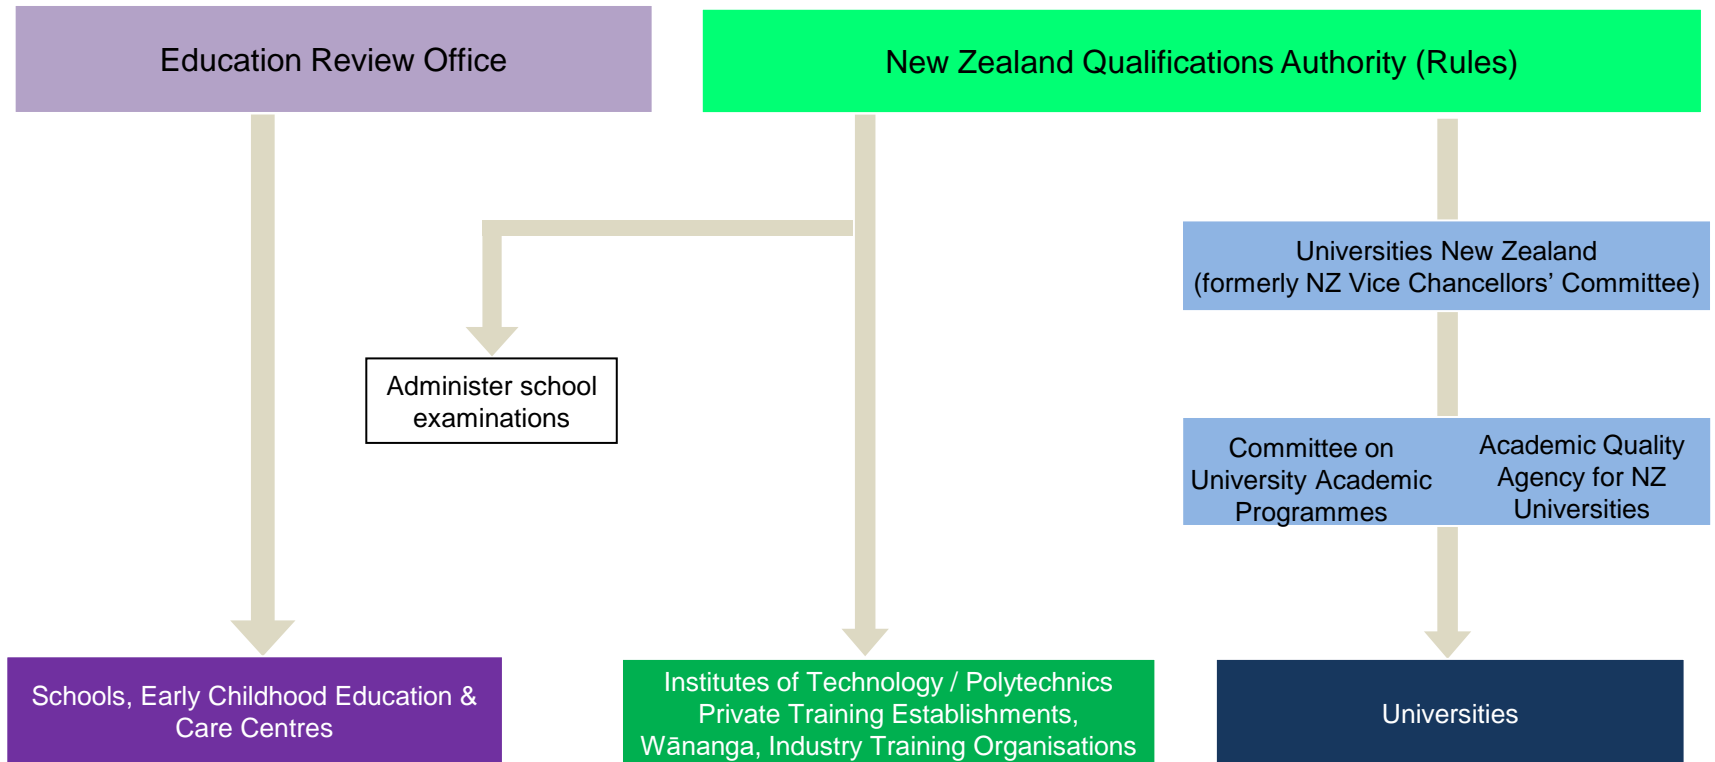 Education Review Office
New Zealand Qualifications Authority (Rules)
Universities New Zealand
(formerly NZ Vice Chancellors’ Committee)
Administer school
examinations
Committee on
University Academic
Programmes
Academic Quality
Agency for NZ
Universities
Schools, Early Childhood Education &
Care Centres
Institutes of Technology / Polytechnics
Private Training Establishments,
Wānanga, Industry Training Organisations
Universities